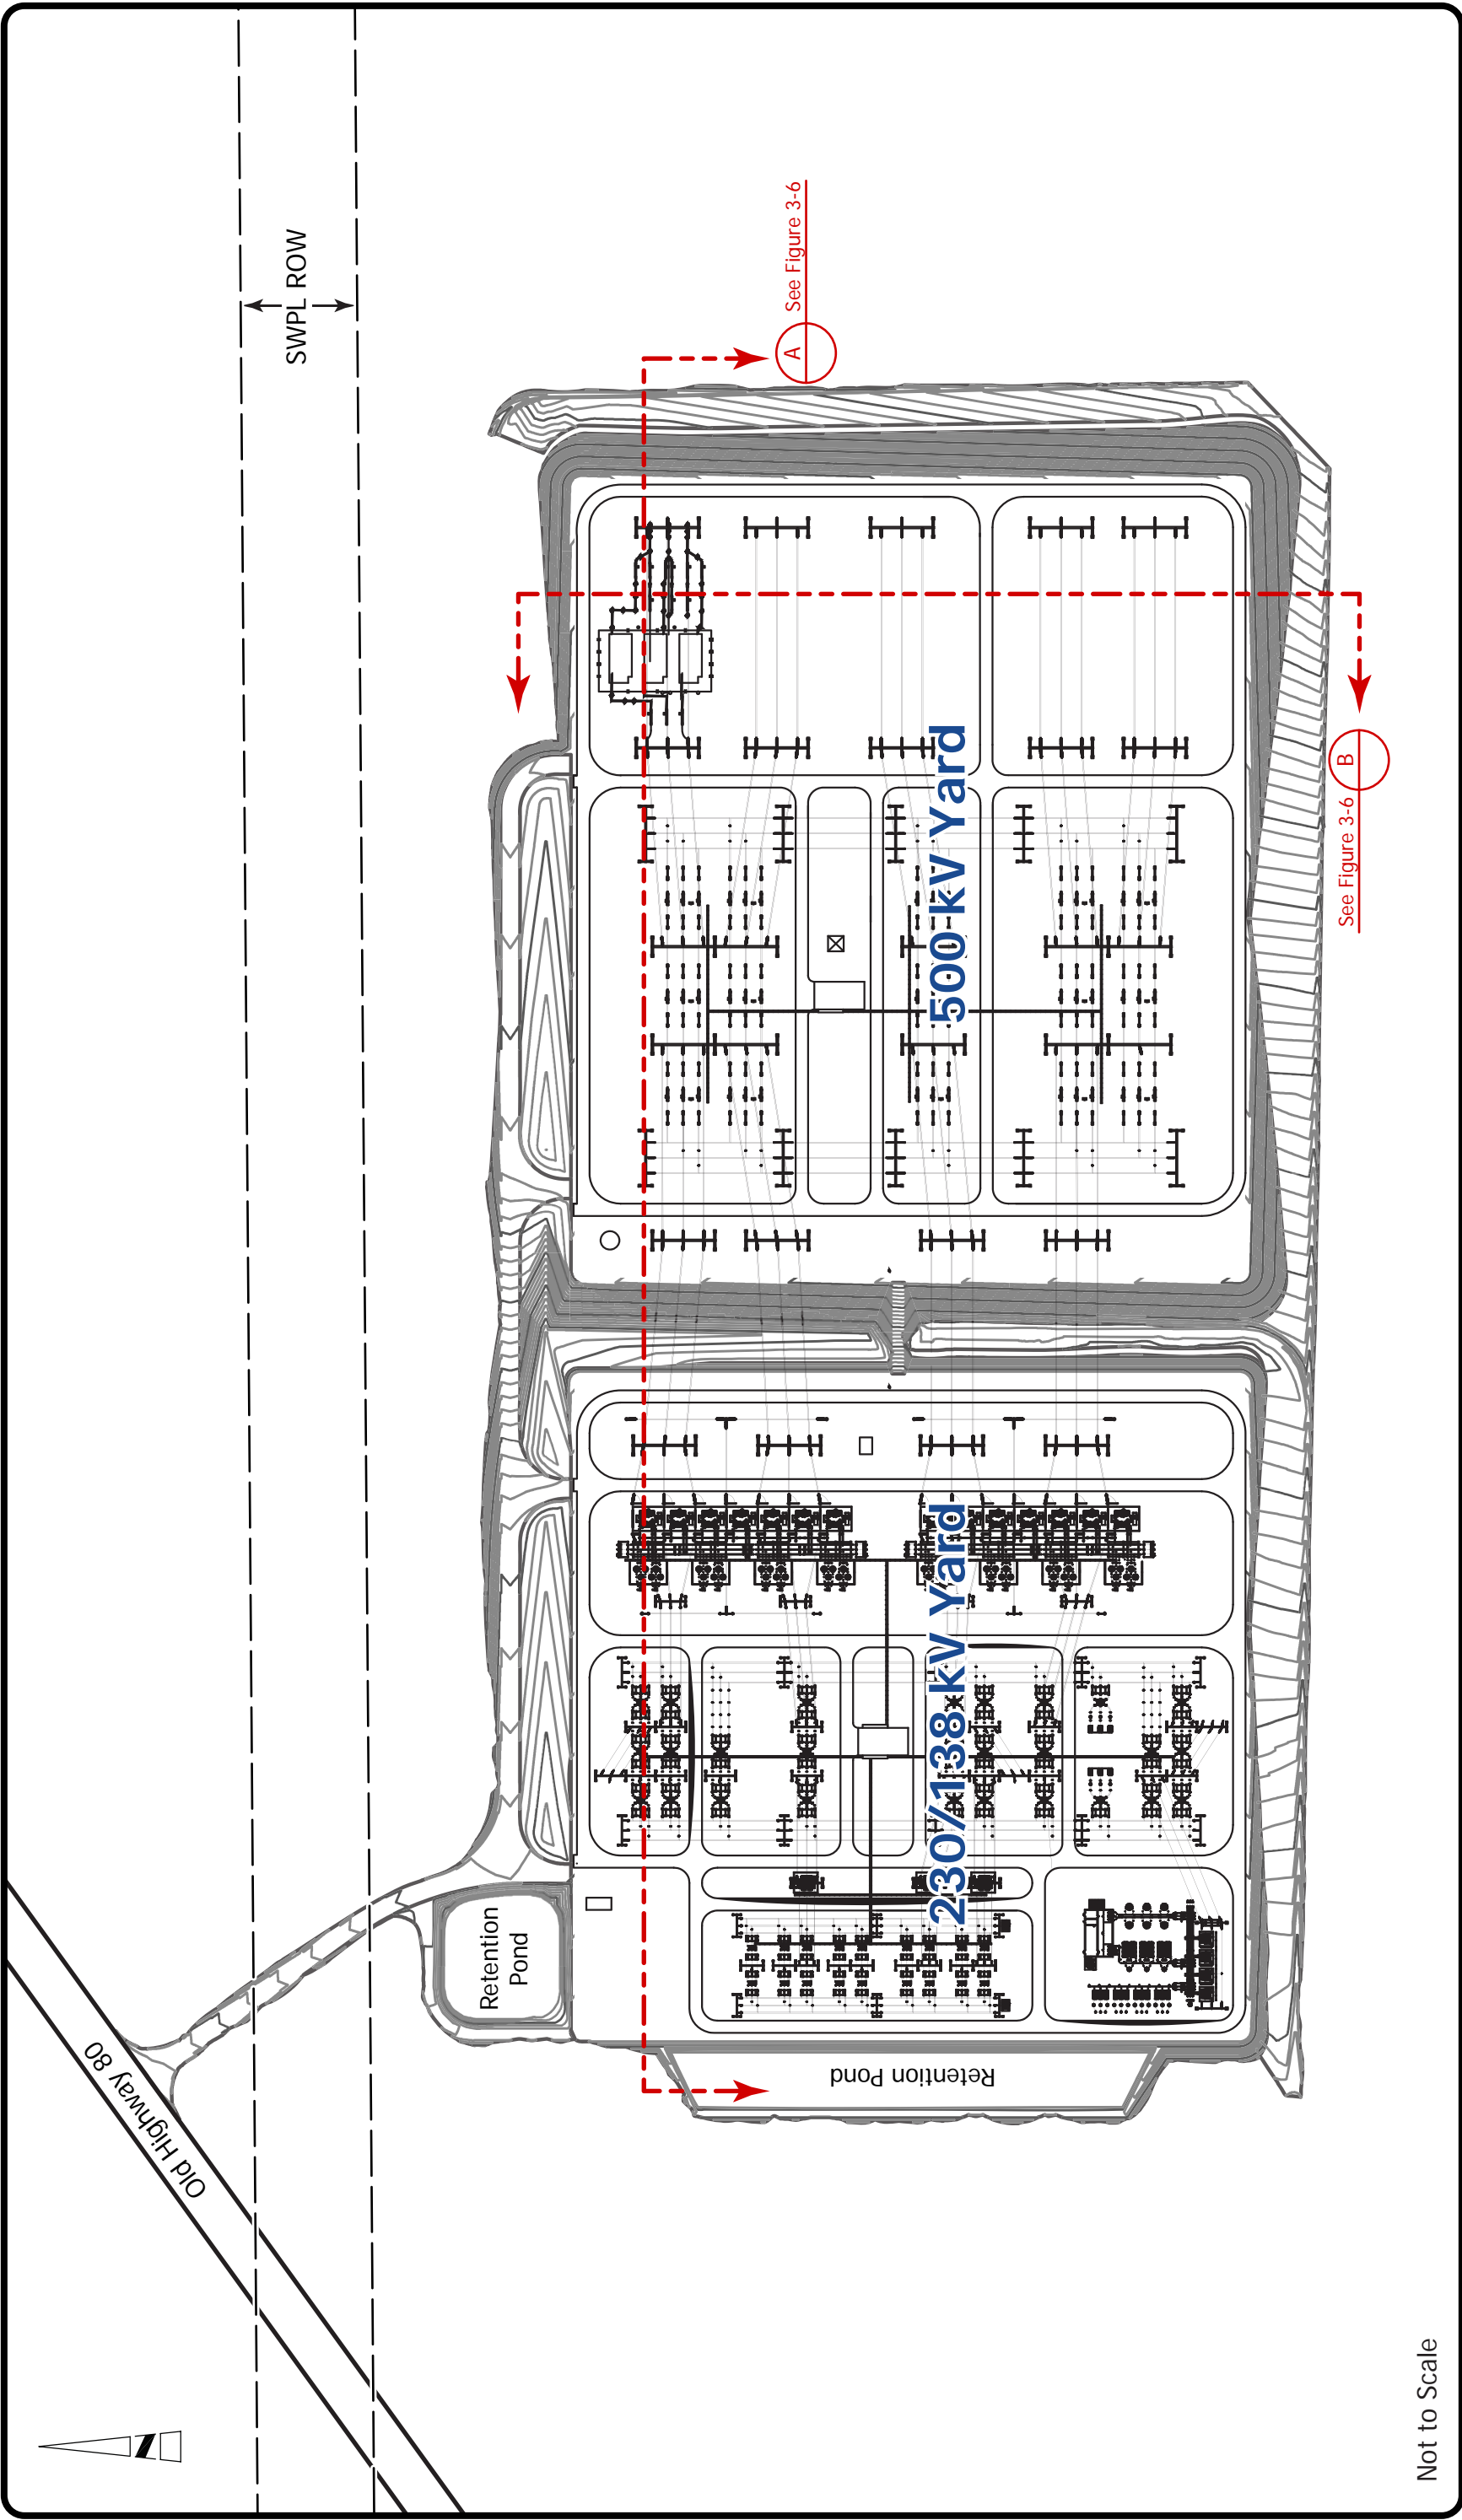 SWPL ROW
Old Highway 80
Retention
Pond
Retention Pond
230/138 kV Yard
500 kV Yard
A
See Figure 3-6
See Figure 3-6
B
Not to Scale